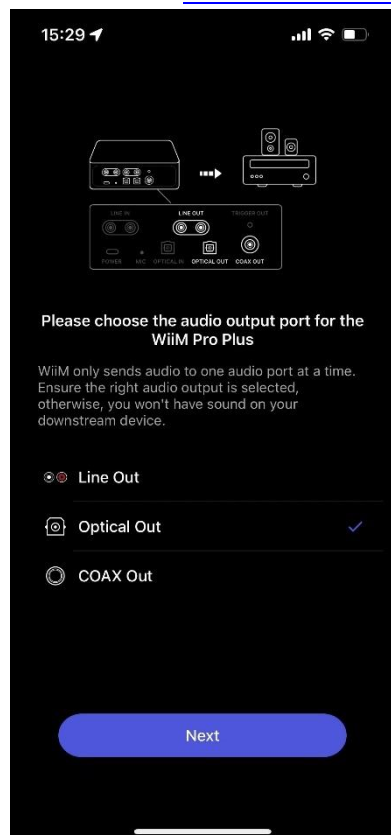 15:29
LINE IN
LINE OUT
TRIGGER OUT
POWER MIC OPTICAL IN OPTICAL OUT COAX OUT
Please choose the audio output port for the
WiiM Pro Plus
WiiM only sends audio to one audio port at a time.
Ensure the right audio output is selected,
otherwise, you won't have sound on your
downstream device.
Line Out
Optical Out
COAX Out
Next